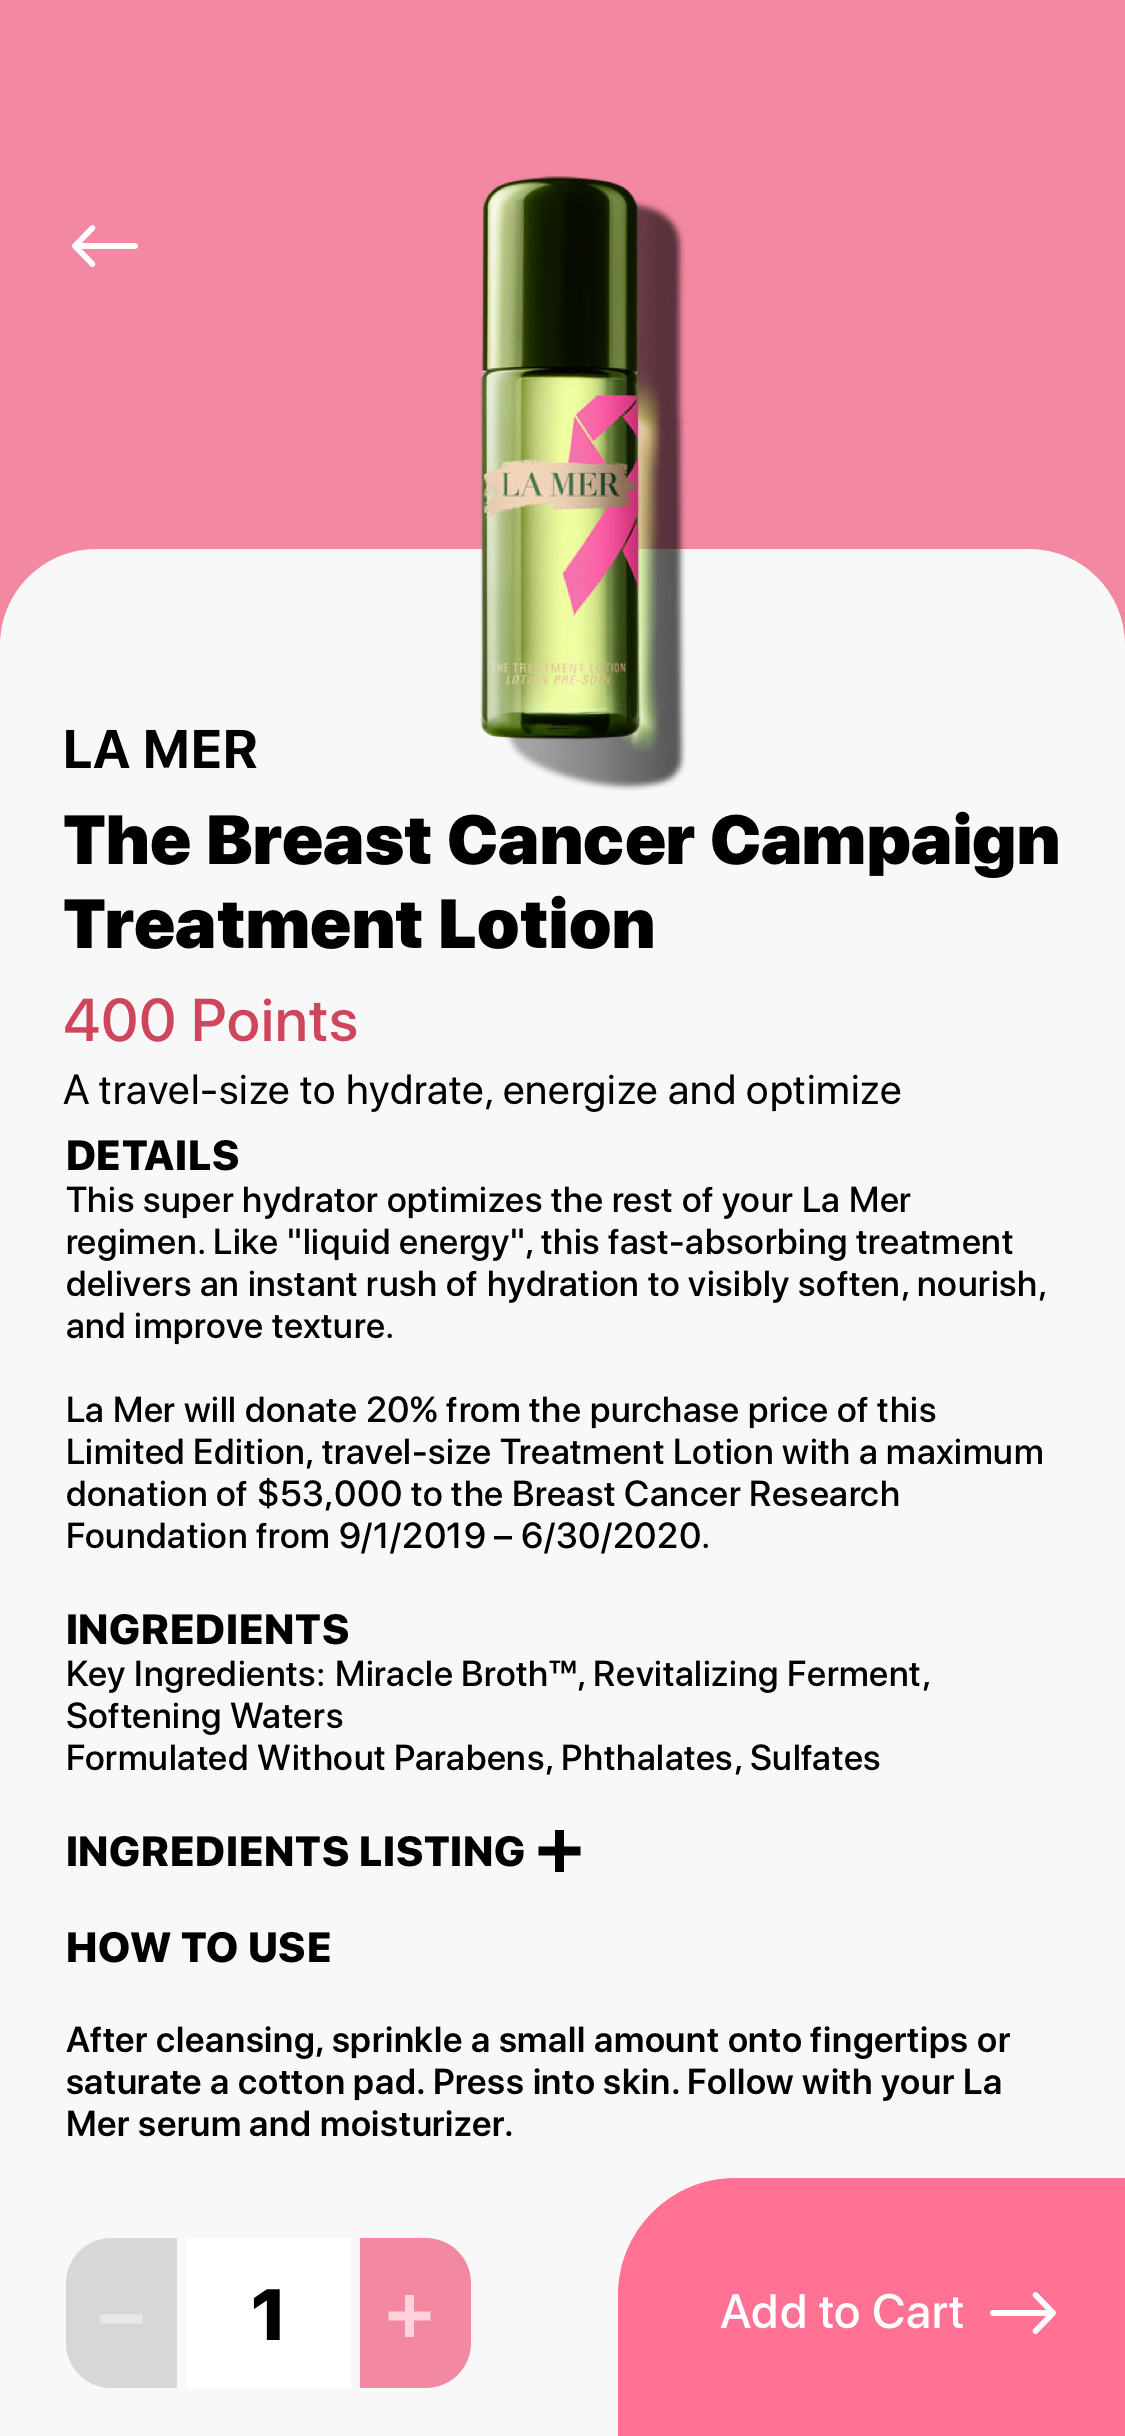 LA MER
THE TREATMENT LOTION
LOTION PRÉ-SOIN
LA MER
The Breast Cancer Campaign
Treatment Lotion
400 Points
A travel-size to hydrate, energize and optimize
DETAILS
This super hydrator optimizes the rest of your La Mer
regimen. Like "liquid energy", this fast-absorbing treatment
delivers an instant rush of hydration to visibly soften, nourish,
and improve texture.
La Mer will donate 20% from the purchase price of this
Limited Edition, travel-size Treatment Lotion with a maximum
donation of $53,000 to the Breast Cancer Research
Foundation from 9/1/2019 – 6/30/2020.
INGREDIENTS
Key Ingredients: Miracle Broth™, Revitalizing Ferment,
Softening Waters
Formulated Without Parabens, Phthalates, Sulfates
INGREDIENTS LISTING +
HOW TO USE
After cleansing, sprinkle a small amount onto fingertips or
saturate a cotton pad. Press into skin. Follow with your La
Mer serum and moisturizer.
– 1 +
Add to Cart